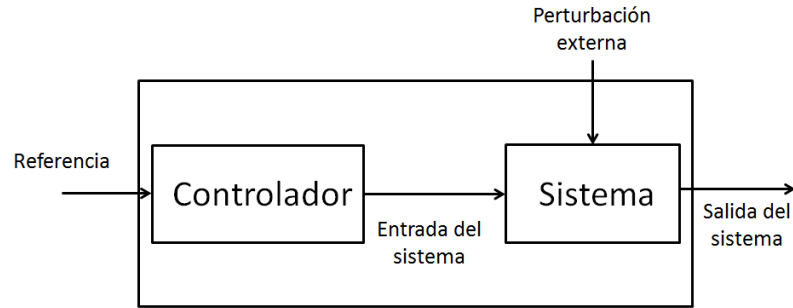 Perturbación
externa
Referencia
Controlador
Sistema
Entrada del
sistema
Salida del
sistema